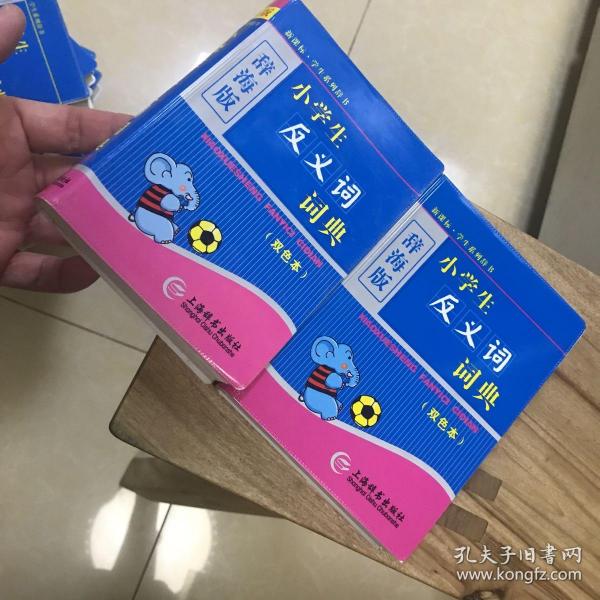 新课标·学生系列辞书
辞海版
小学生
反义词
词典
XIAOXUESHENG FANYICI CIDIAN
(双色本)
上海辞书出版社
Shanghai Cishu Chubanshe
新课标·学生系列辞书
辞海版
小学生
反义词
词典
XIAOXUESHENG FANYICI CIDIAN
(双色本)
上海辞书出版社
Shanghai Cishu Chubanshe
孔夫子旧书网
www.kongfz.com